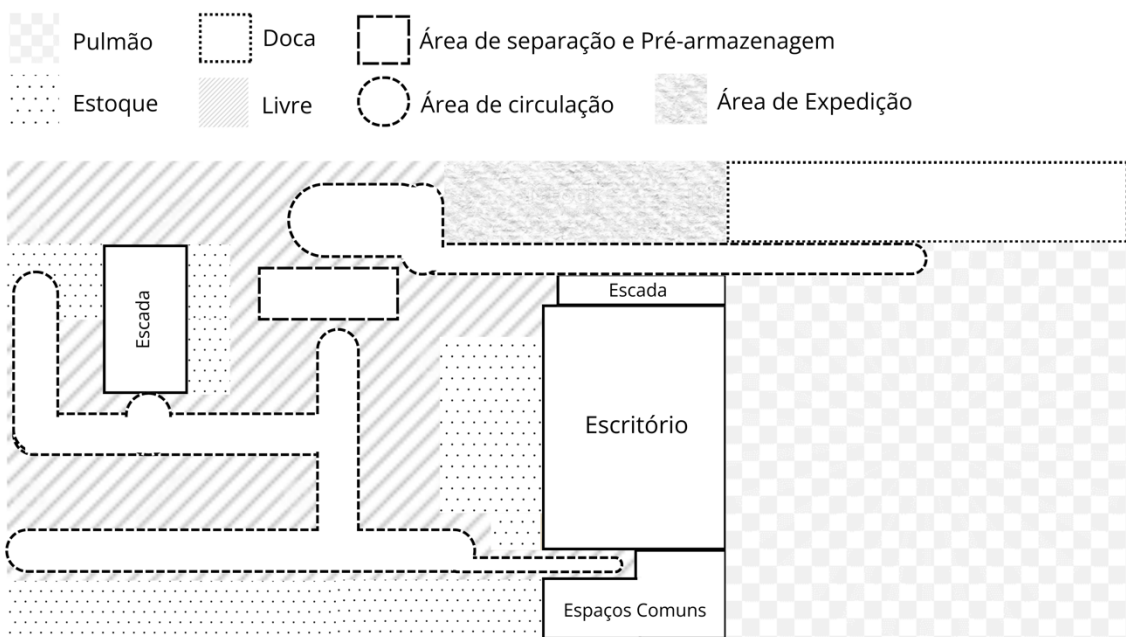 Pulmão
Doca
Área de separação e Pré-armazenagem
Estoque
Livre
Área de circulação
Área de Expedição
Escada
Escada
Escritório
Espaços Comuns